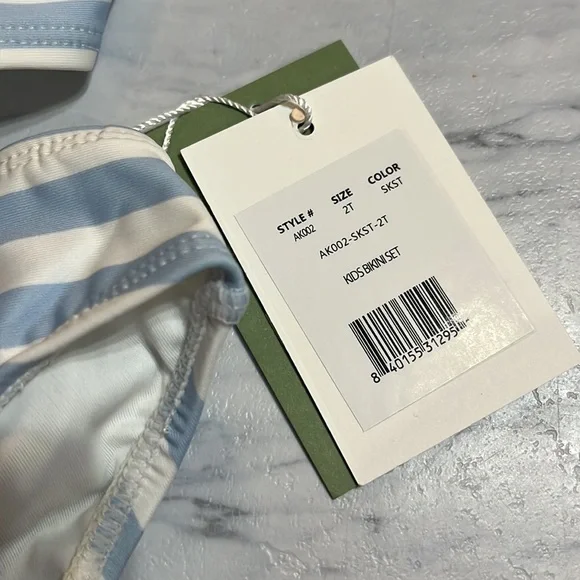 STYLE # SIZE COLOR
AK002 2T SKST
AK002-SKST-2T
KIDS BIKINI SET
8 40155 31295